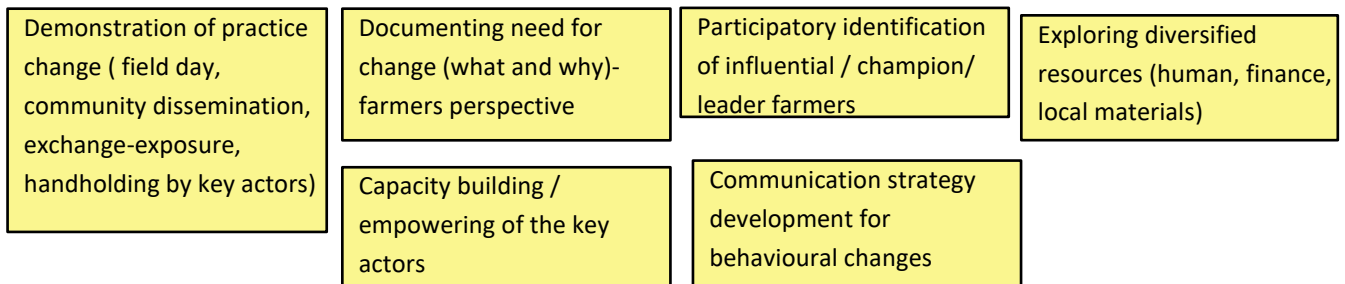 Demonstration of practice
change ( field day,
community dissemination,
exchange-exposure,
handholding by key actors)
Documenting need for
change (what and why)-
farmers perspective
Participatory identification
of influential / champion/
leader farmers
Exploring diversified
resources (human, finance,
local materials)
Capacity building /
empowering of the key
actors
Communication strategy
development for
behavioural changes